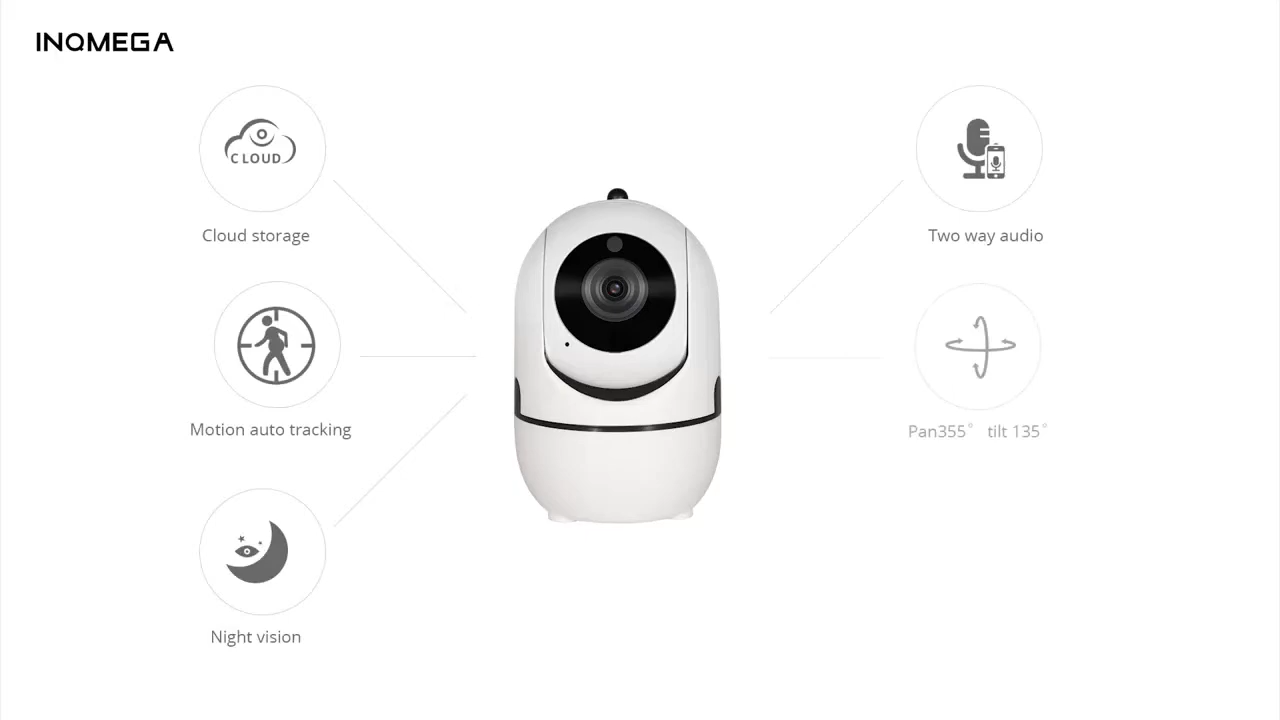 INQMEGA
CLOUD
Cloud storage
Two way audio
Motion auto tracking
Pan355° tilt 135°
Night vision